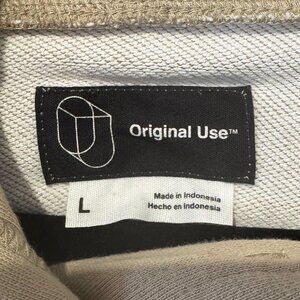 Original Use™
L
Made in Indonesia
Hecho en Indonesia